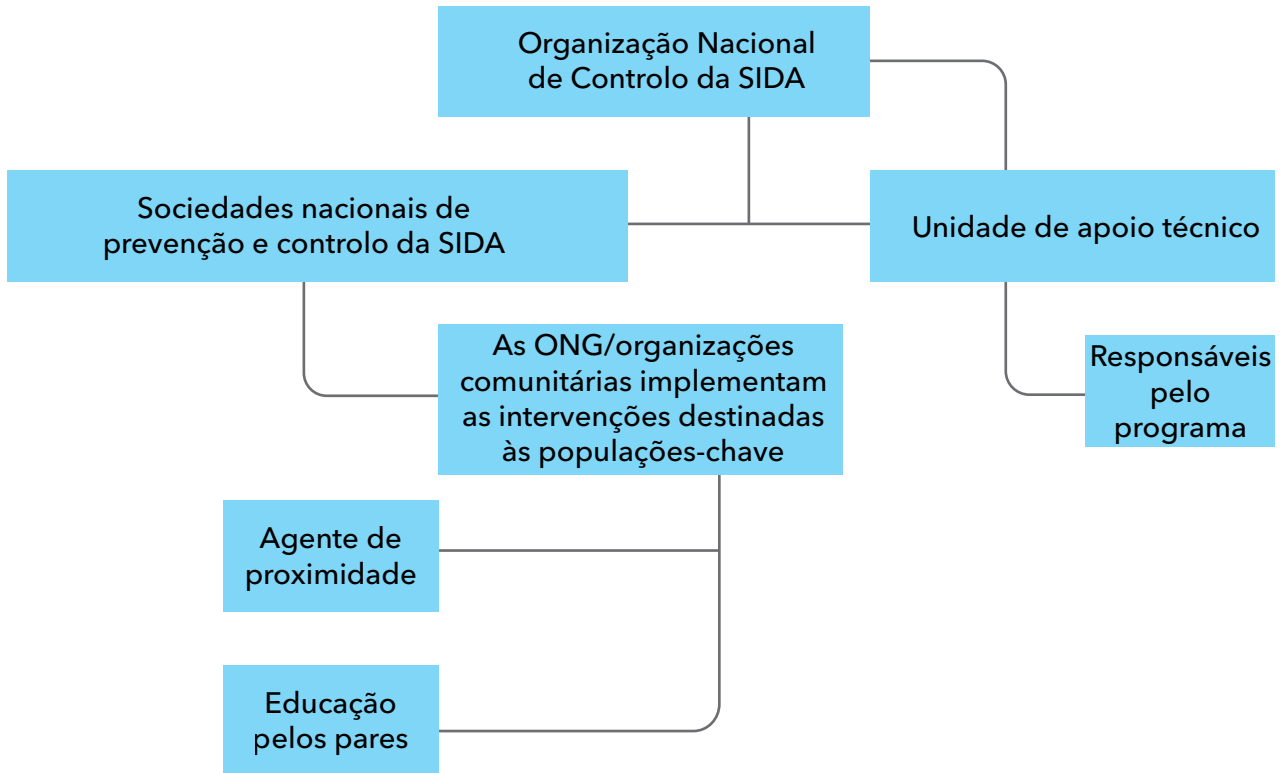 Organização Nacional
de Controlo da SIDA
Sociedades nacionais de
prevenção e controlo da SIDA
Unidade de apoio técnico
As ONG/organizações
comunitárias implementam
as intervenções destinadas
às populações-chave
Responsáveis
pelo
programa
Agente de
proximidade
Educação
pelos pares